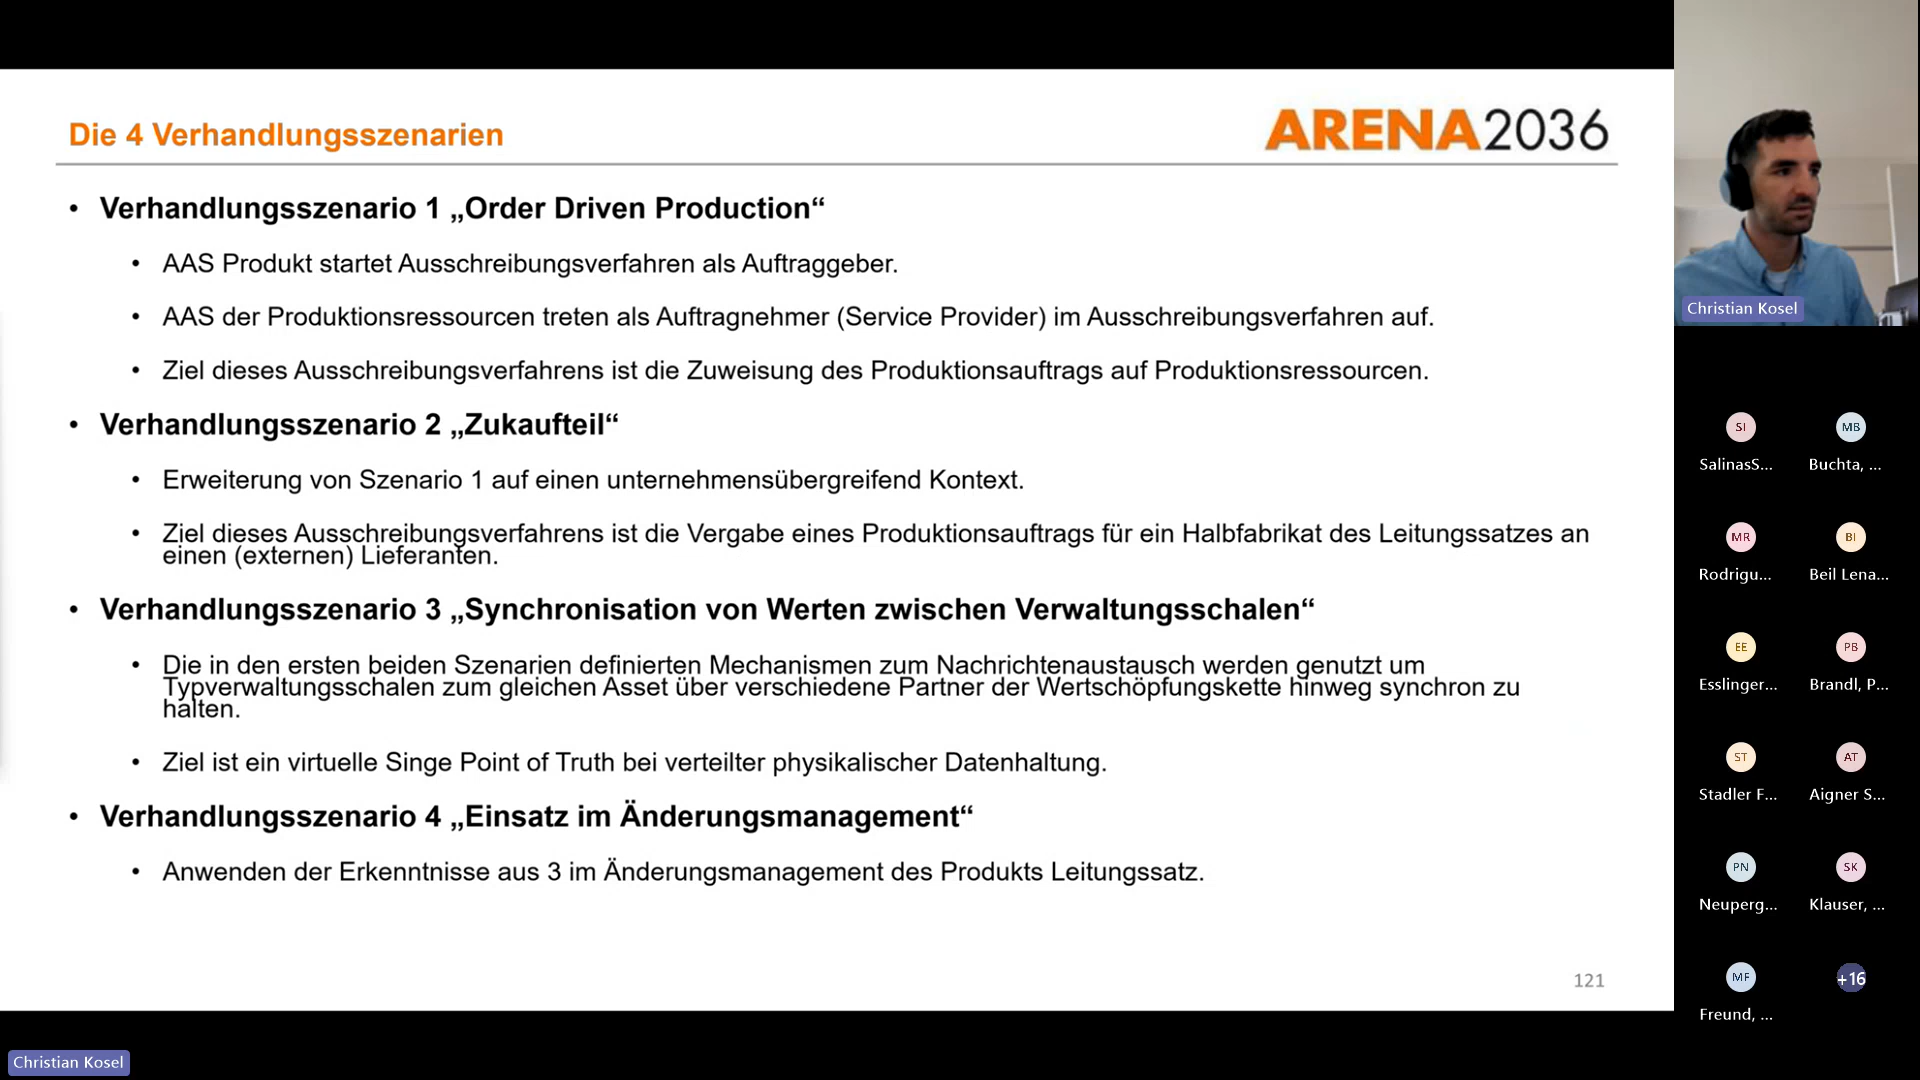 Die 4 Verhandlungsszenarien
ARENA2036
• Verhandlungsszenario 1 „Order Driven Production“
• AAS Produkt startet Ausschreibungsverfahren als Auftraggeber.
• AAS der Produktionsressourcen treten als Auftragnehmer (Service Provider) im Ausschreibungsverfahren auf.
• Ziel dieses Ausschreibungsverfahrens ist die Zuweisung des Produktionsauftrags auf Produktionsressourcen.
• Verhandlungsszenario 2 „Zukaufteil“
• Erweiterung von Szenario 1 auf einen unternehmensübergreifend Kontext.
• Ziel dieses Ausschreibungsverfahrens ist die Vergabe eines Produktionsauftrags für ein Halbfabrikat des Leitungssatzes an
einen (externen) Lieferanten.
• Verhandlungsszenario 3 „Synchronisation von Werten zwischen Verwaltungsschalen“
• Die in den ersten beiden Szenarien definierten Mechanismen zum Nachrichtenaustausch werden genutzt um
Typverwaltungsschalen zum gleichen Asset über verschiedene Partner der Wertschöpfungskette hinweg synchron zu
halten.
• Ziel ist ein virtuelle Singe Point of Truth bei verteilter physikalischer Datenhaltung.
• Verhandlungsszenario 4 „Einsatz im Änderungsmanagement“
• Anwenden der Erkenntnisse aus 3 im Änderungsmanagement des Produkts Leitungssatz.
121
Christian Kosel
Christian Kosel
SI
MB
SalinasS...
Buchta, ...
MR
BI
Rodrigu...
Beil Lena...
EE
PB
Esslinger...
Brandl, P...
ST
AT
Stadler F...
Aigner S...
PN
SK
Neuperg...
Klauser, ...
MF
+16
Freund, ...